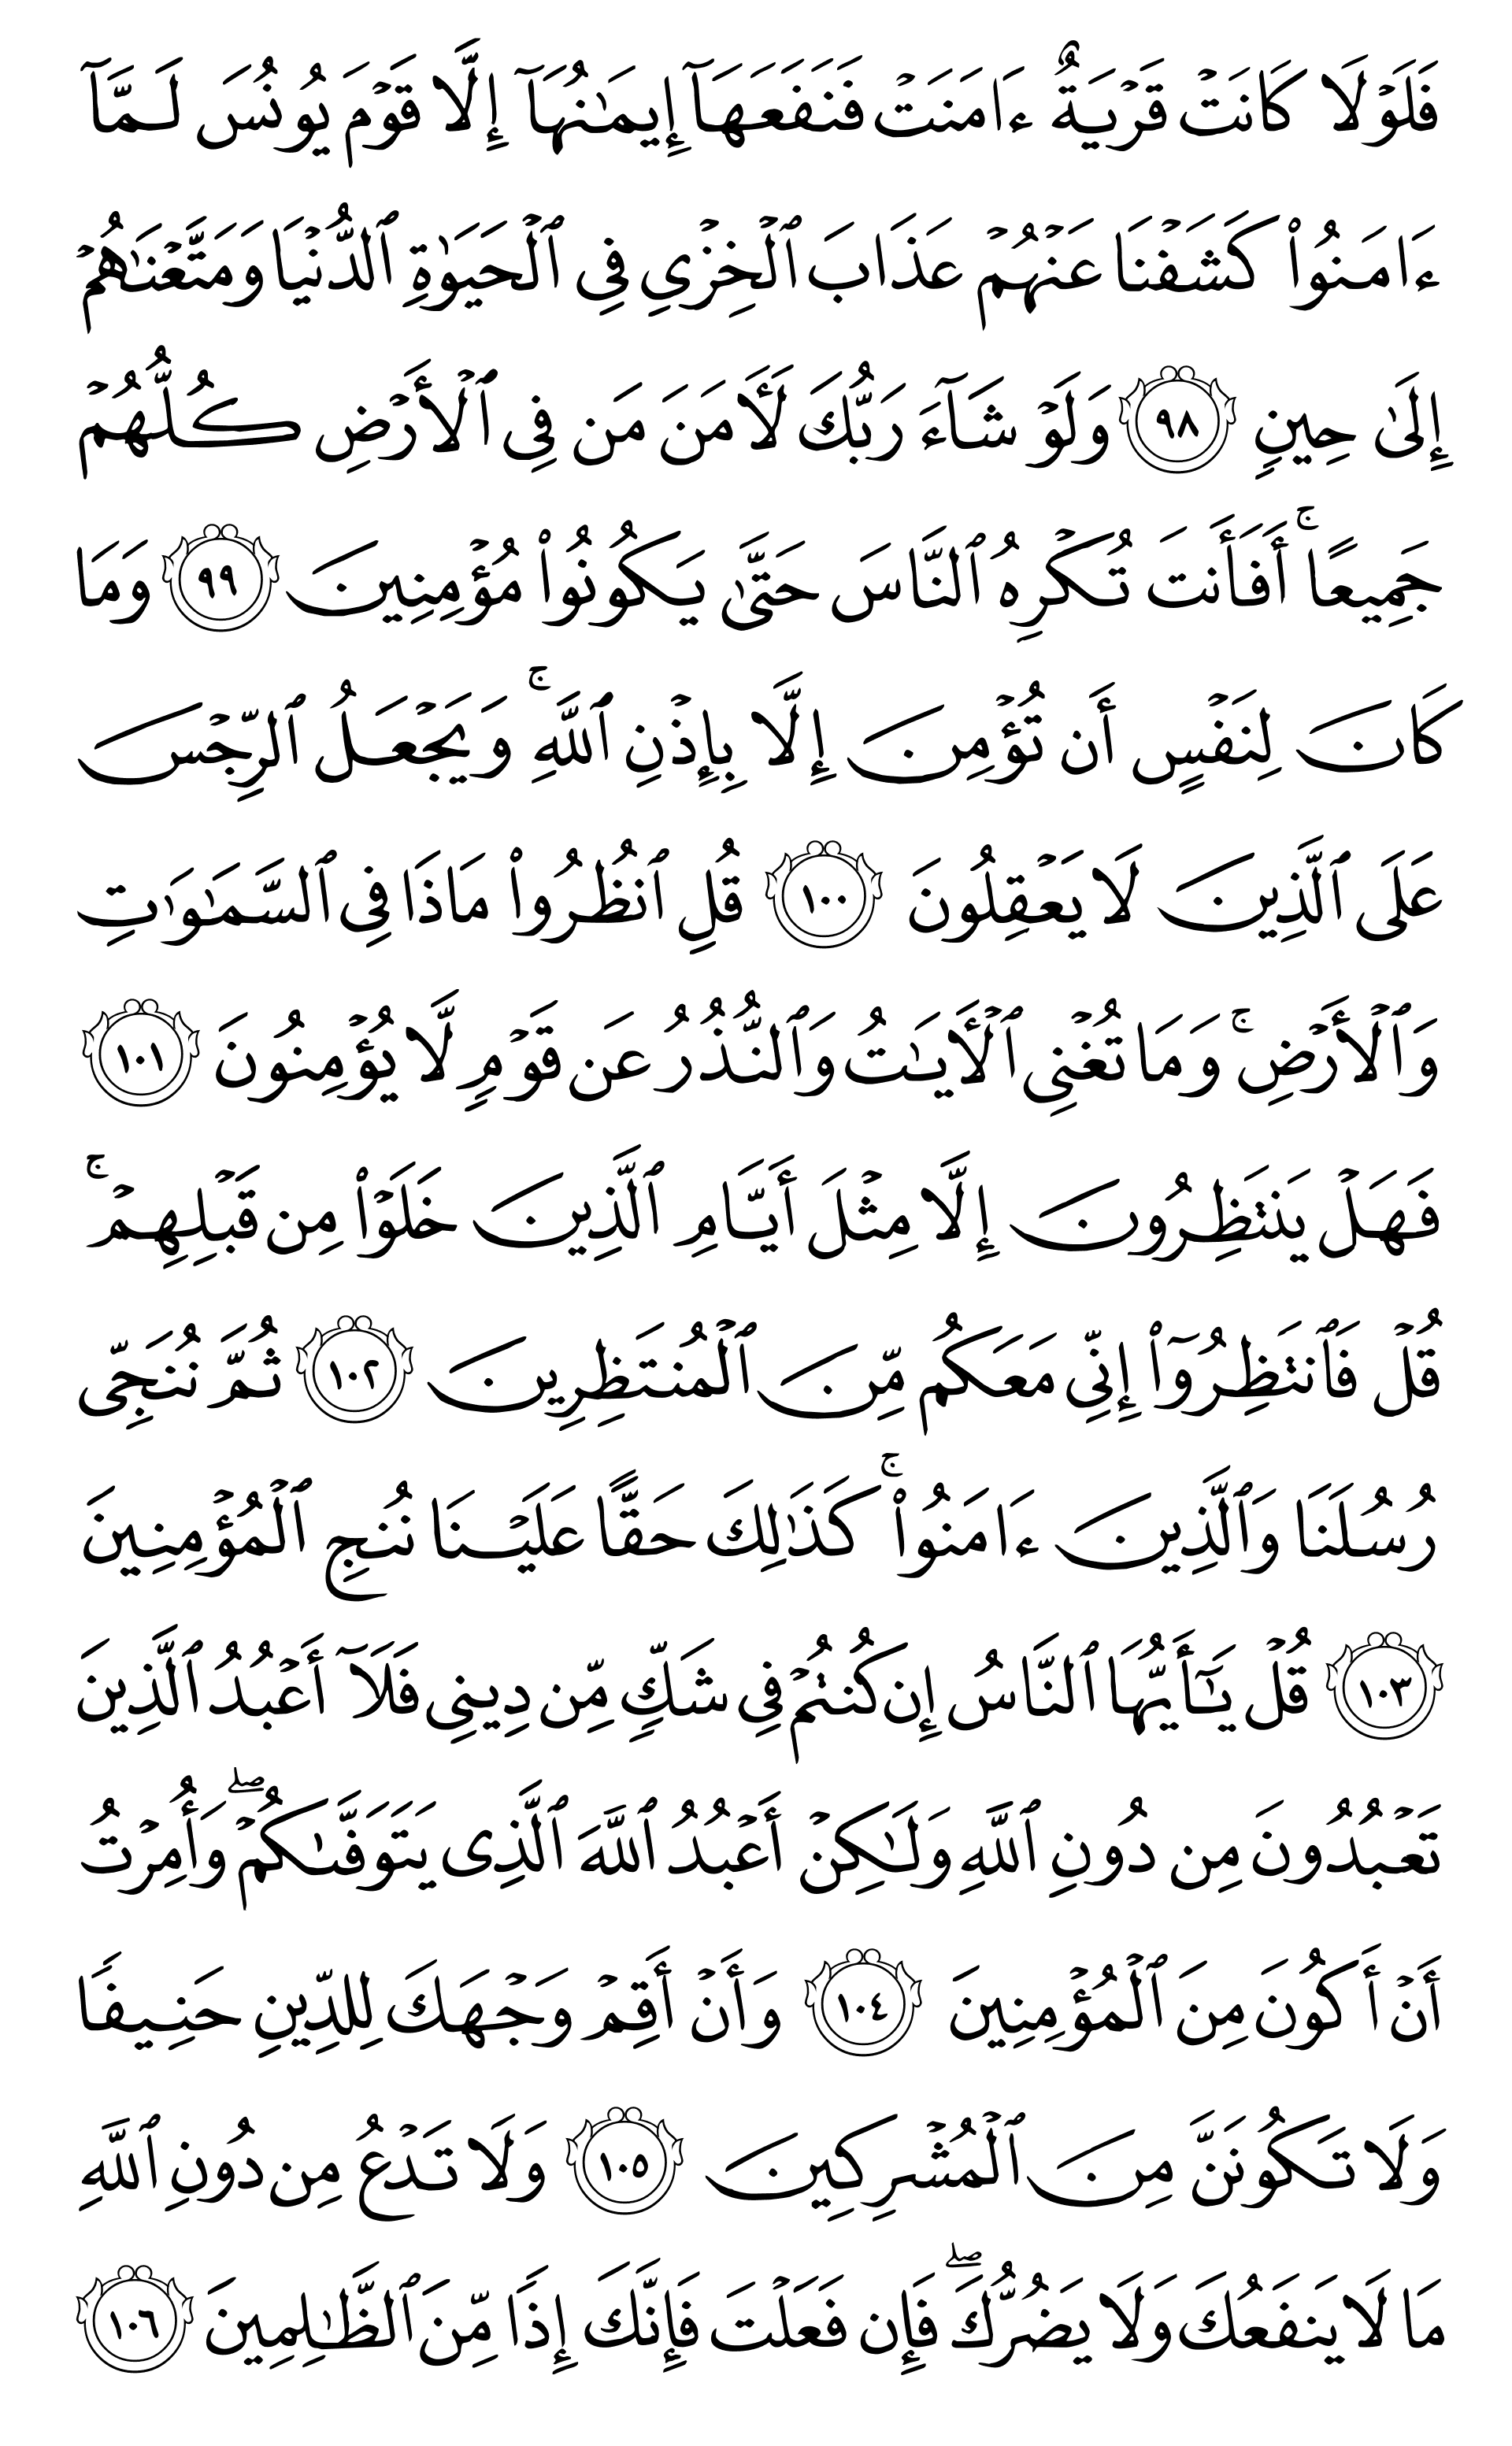 فَلَوۡلَا كَانَتۡ قَرۡيَةٌ ءَامَنَتۡ فَنَفَعَهَآ إِيمَٰنُهَآ إِلَّا قَوۡمَ يُونُسَ لَمَّآ
ءَامَنُواْ كَشَفۡنَا عَنۡهُمۡ عَذَابَ ٱلۡخِزۡيِ فِي ٱلۡحَيَوٰةِ ٱلدُّنۡيَا وَمَتَّعۡنَٰهُمۡ
إِلَىٰ حِينٖ ٩٨ وَلَوۡ شَآءَ رَبُّكَ لَأٓمَنَ مَن فِي ٱلۡأَرۡضِ كُلُّهُمۡ
جَمِيعًاۚ أَفَأَنتَ تُكۡرِهُ ٱلنَّاسَ حَتَّىٰ يَكُونُواْ مُؤۡمِنِينَ ٩٩ وَمَا
كَانَ لِنَفۡسٍ أَن تُؤۡمِنَ إِلَّا بِإِذۡنِ ٱللَّهِۚ وَيَجۡعَلُ ٱلرِّجۡسَ
عَلَى ٱلَّذِينَ لَا يَعۡقِلُونَ ١٠٠ قُلِ ٱنظُرُواْ مَاذَا فِي ٱلسَّمَٰوَٰتِ
وَٱلۡأَرۡضِۚ وَمَا تُغۡنِي ٱلۡأٓيَٰتُ وَٱلنُّذُرُ عَن قَوۡمٖ لَّا يُؤۡمِنُونَ ١٠١
فَهَلۡ يَنتَظِرُونَ إِلَّا مِثۡلَ أَيَّامِ ٱلَّذِينَ خَلَوۡاْ مِن قَبۡلِهِمۡۚ
قُلۡ فَٱنتَظِرُوٓاْ إِنِّي مَعَكُم مِّنَ ٱلۡمُنتَظِرِينَ ١٠٢ ثُمَّ نُنَجِّي
رُسُلَنَا وَٱلَّذِينَ ءَامَنُواْۚ كَذَٰلِكَ حَقًّا عَلَيۡنَا نُنجِ ٱلۡمُؤۡمِنِينَ
١٠٣ قُلۡ يَٰٓأَيُّهَا ٱلنَّاسُ إِن كُنتُمۡ فِي شَكّٖ مِّن دِينِي فَلَآ أَعۡبُدُ ٱلَّذِينَ
تَعۡبُدُونَ مِن دُونِ ٱللَّهِ وَلَٰكِنۡ أَعۡبُدُ ٱللَّهَ ٱلَّذِي يَتَوَفَّىٰكُمۡۖ وَأُمِرۡتُ
أَنۡ أَكُونَ مِنَ ٱلۡمُؤۡمِنِينَ ١٠٤ وَأَنۡ أَقِمۡ وَجۡهَكَ لِلدِّينِ حَنِيفٗا
وَلَا تَكُونَنَّ مِنَ ٱلۡمُشۡرِكِينَ ١٠٥ وَلَا تَدۡعُ مِن دُونِ ٱللَّهِ
مَا لَا يَنفَعُكَ وَلَا يَضُرُّكَۖ فَإِن فَعَلۡتَ فَإِنَّكَ إِذٗا مِّنَ ٱلظَّٰلِمِينَ ١٠٦